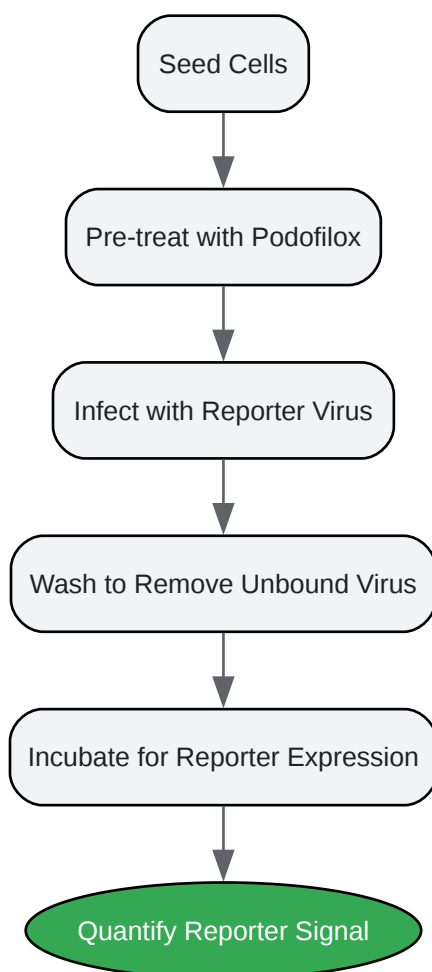 Seed Cells
Pre-treat with Podofilox
Infect with Reporter Virus
Wash to Remove Unbound Virus
Incubate for Reporter Expression
Quantify Reporter Signal